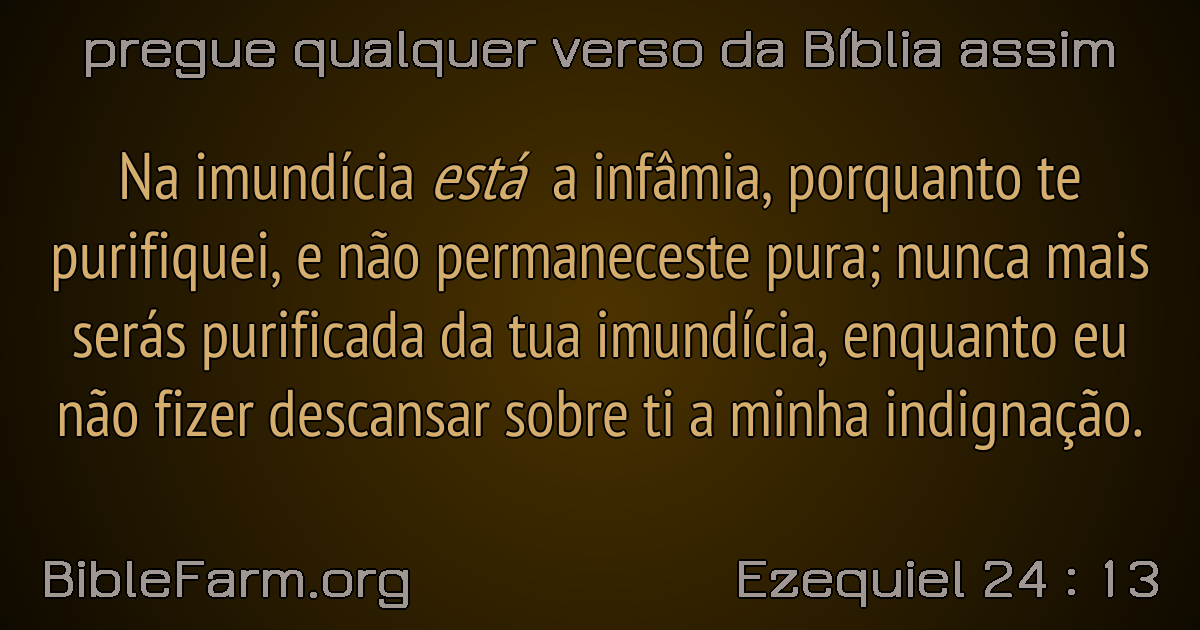 pregue qualquer verso da Bíblia assim
Na imundícia está a infâmia, porquanto te
purifiquei, e não permaneceste pura; nunca mais
serás purificada da tua imundícia, enquanto eu
não fizer descansar sobre ti a minha indignação.
BibleFarm.org
Ezequiel 24 : 13